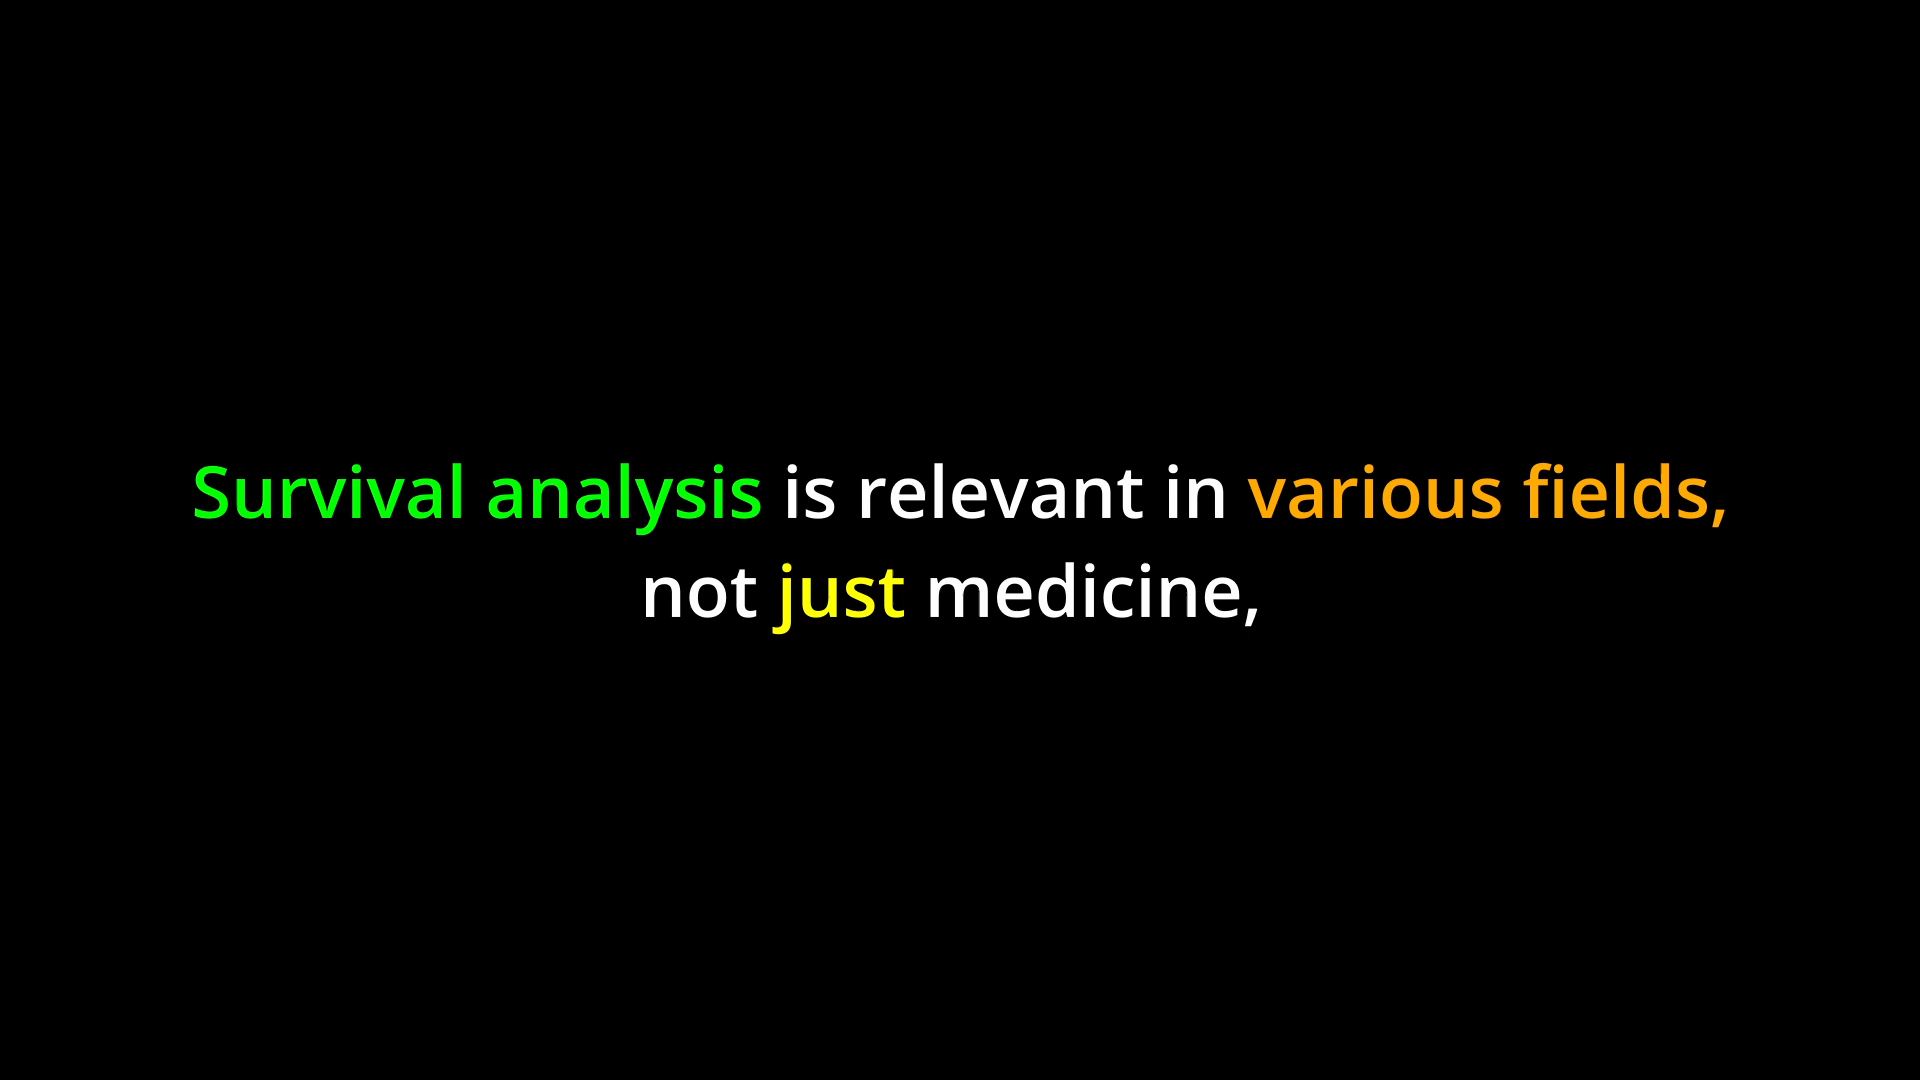 Survival analysis is relevant in various fields,
not just medicine,